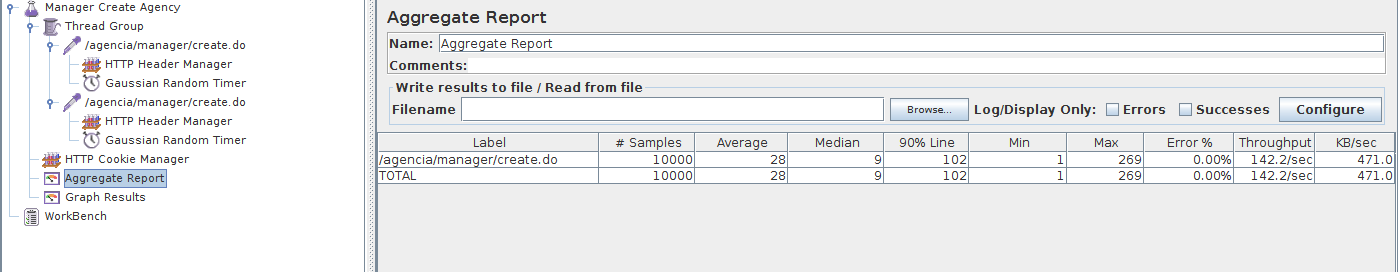 Manager Create Agency
Thread Group
/agencia/manager/create.do
HTTP Header Manager
Gaussian Random Timer
/agencia/manager/create.do
HTTP Header Manager
Gaussian Random Timer
HTTP Cookie Manager
Aggregate Report
Graph Results
WorkBench
Aggregate Report
Name: Aggregate Report
Comments:
Write results to file / Read from file
Filename Browse... Log/Display Only: Errors Successes Configure
Label # Samples Average Median 90% Line Min Max Error % Throughput KB/sec
/agencia/manager/create.do 10000 28 9 102 1 269 0.00% 142.2/sec 471.0
TOTAL 10000 28 9 102 1 269 0.00% 142.2/sec 471.0